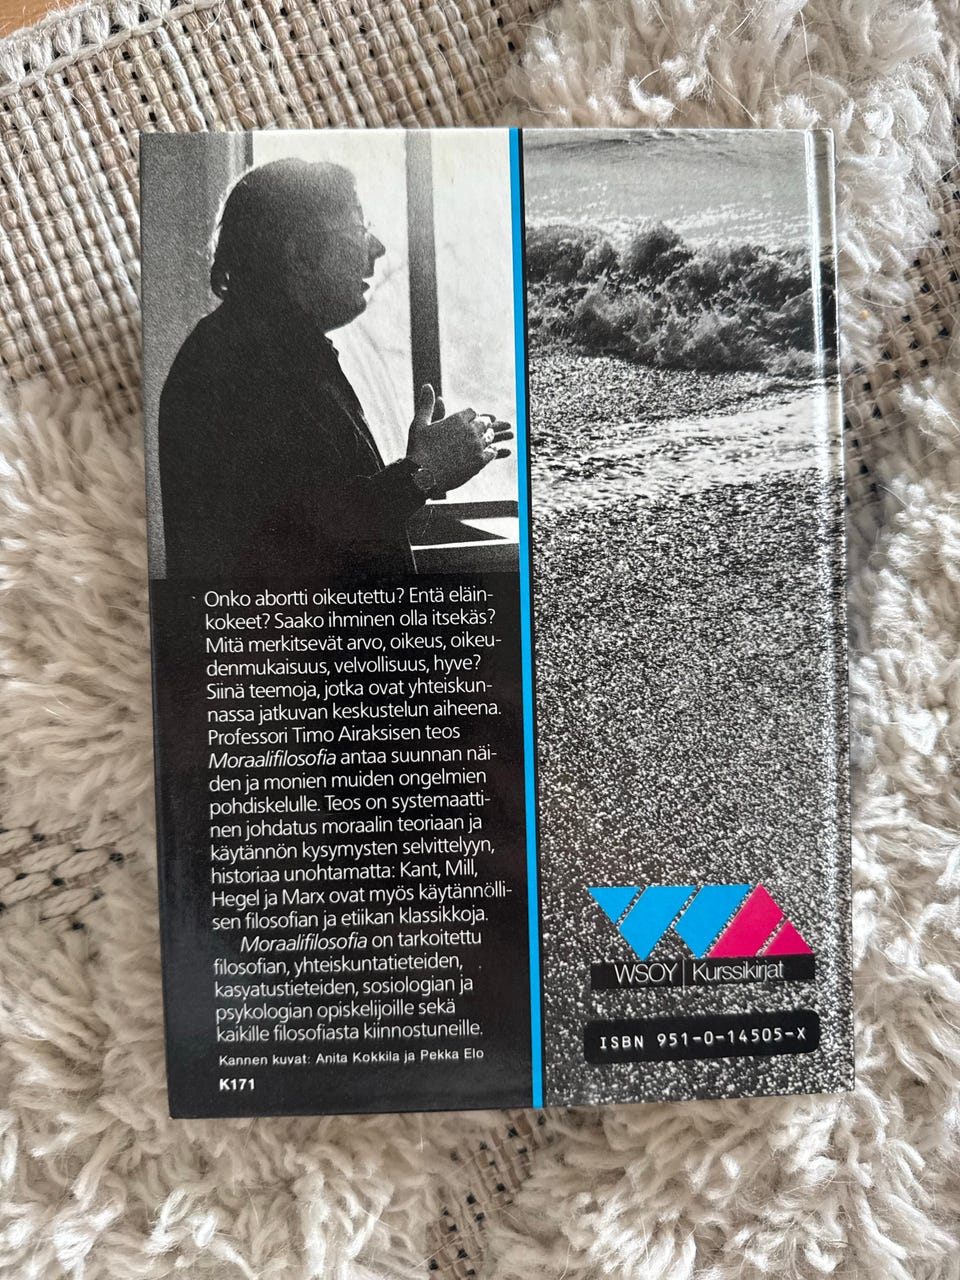 Onko abortti oikeutettu? Entä eläin-
kokeet? Saako ihminen olla itsekäs?
Mitä merkitsevät arvo, oikeus, oikeu-
denmukaisuus, velvollisuus, hyve?
Siinä teemoja, jotka ovat yhteiskun-
nassa jatkuvan keskustelun aiheena.
Professori Timo Airaksisen teos
Moraalifilosofia antaa suunnan näi-
den ja monien muiden ongelmien
pohdiskelulle. Teos on systemaatti-
nen johdatus moraalin teoriaan ja
käytännön kysymysten selvittelyyn,
historiaa unohtamatta: Kant, Mill,
Hegel ja Marx ovat myös käytännölli-
sen filosofian ja etiikan klassikkoja.
Moraalifilosofia on tarkoitettu
filosofian, yhteiskuntatieteiden,
kasvatustieteiden, sosiologian ja
psykologian opiskelijoille sekä
kaikille filosofiasta kiinnostuneille.
Kannen kuvat: Anita Kokkila ja Pekka Elo
K171
WSOY | Kurssikirjat
ISBN 951-0-14505-X